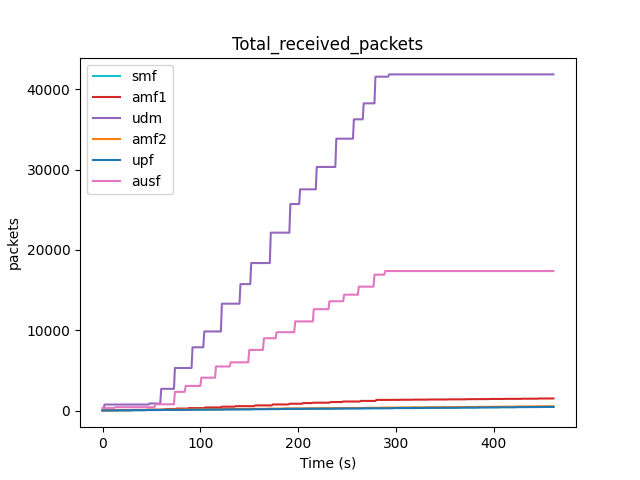 Total_received_packets
smf
amf1
udm
amf2
upf
ausf
packets
40000
30000
20000
10000
0
0 100 200 300 400
Time (s)